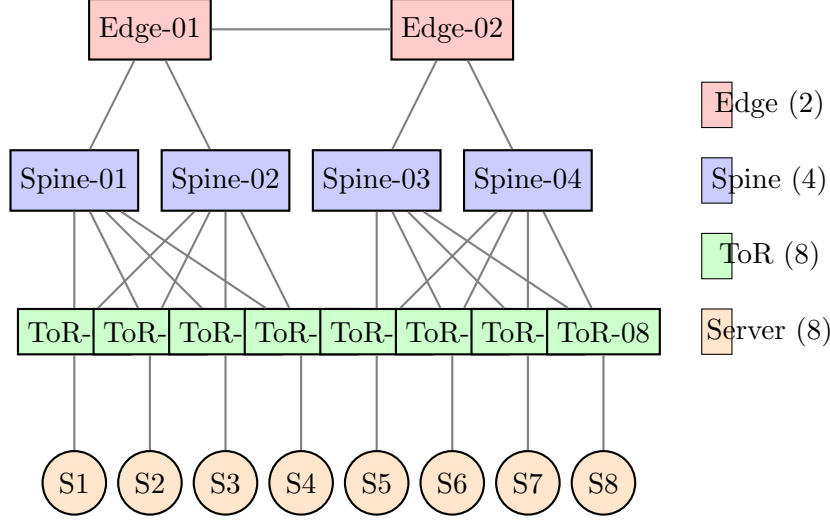 Edge-01
Edge-02
Edge (2)
Spine-01
Spine-02
Spine-03
Spine-04
Spine (4)
ToR (8)
ToR-
ToR-
ToR-
ToR-
ToR-
ToR-
ToR-
ToR-08
Server (8)
S1
S2
S3
S4
S5
S6
S7
S8